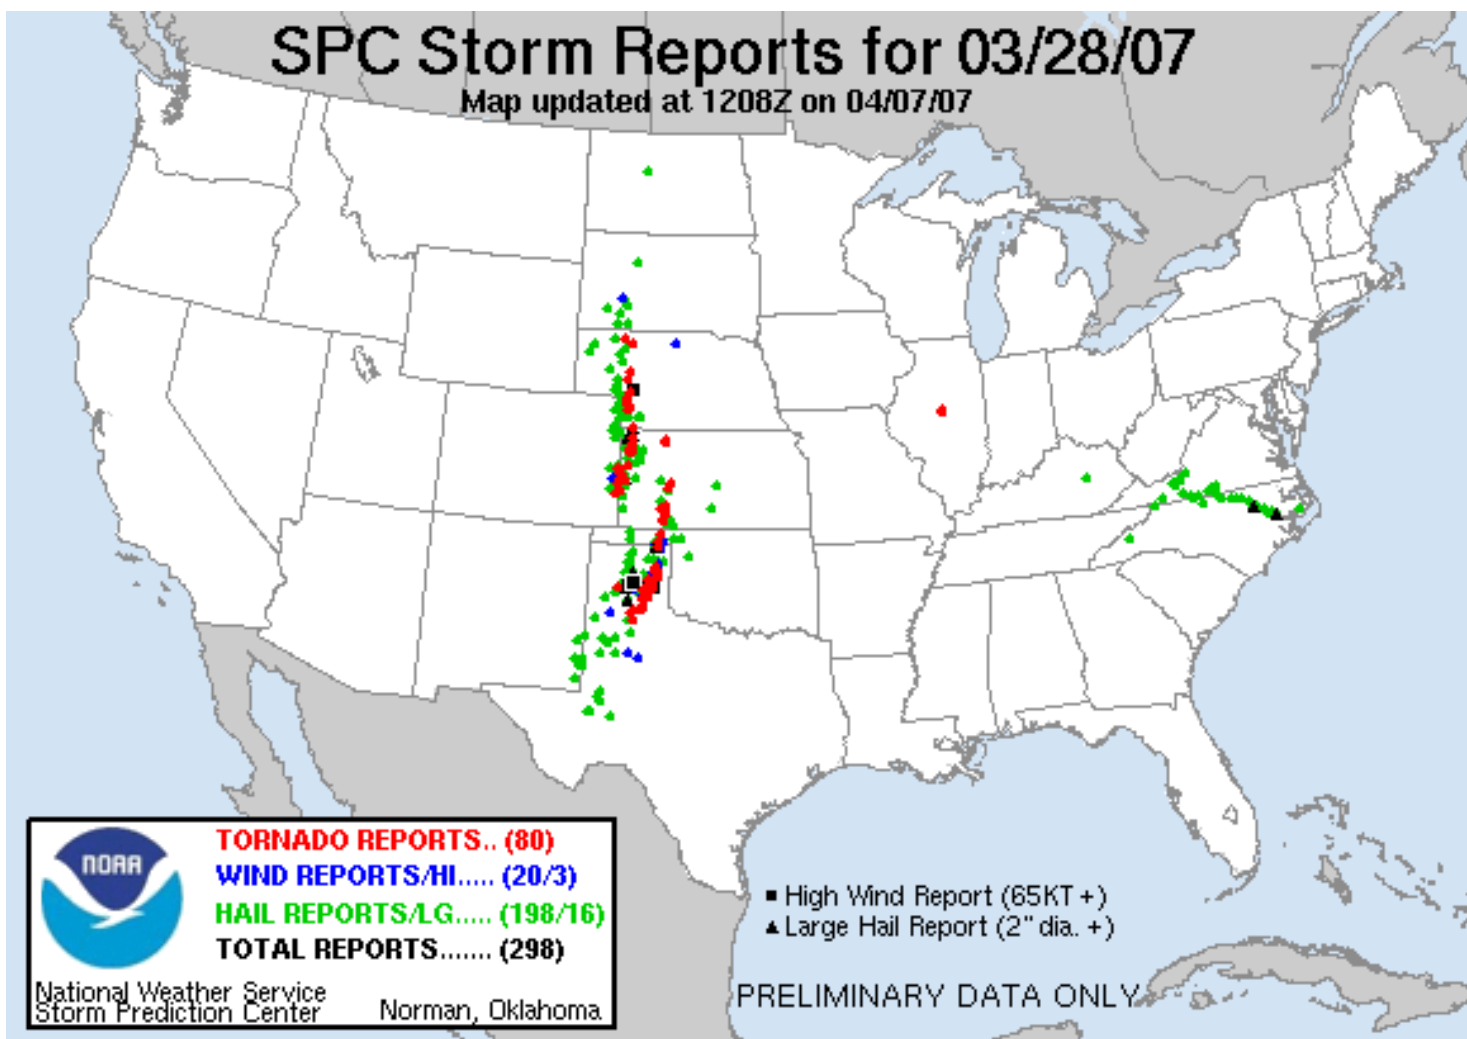 SPC Storm Reports for 03/28/07
Map updated at 1208Z on 04/07/07
NOAA
TORNADO REPORTS.. (80)
WIND REPORTS/HI..... (20/3)
HAIL REPORTS/LG..... (198/16)
TOTAL REPORTS....... (298)
National Weather Service
Storm Prediction Center
Norman, Oklahoma
High Wind Report (65KT +)
Large Hail Report (2" dia. +)
PRELIMINARY DATA ONLY